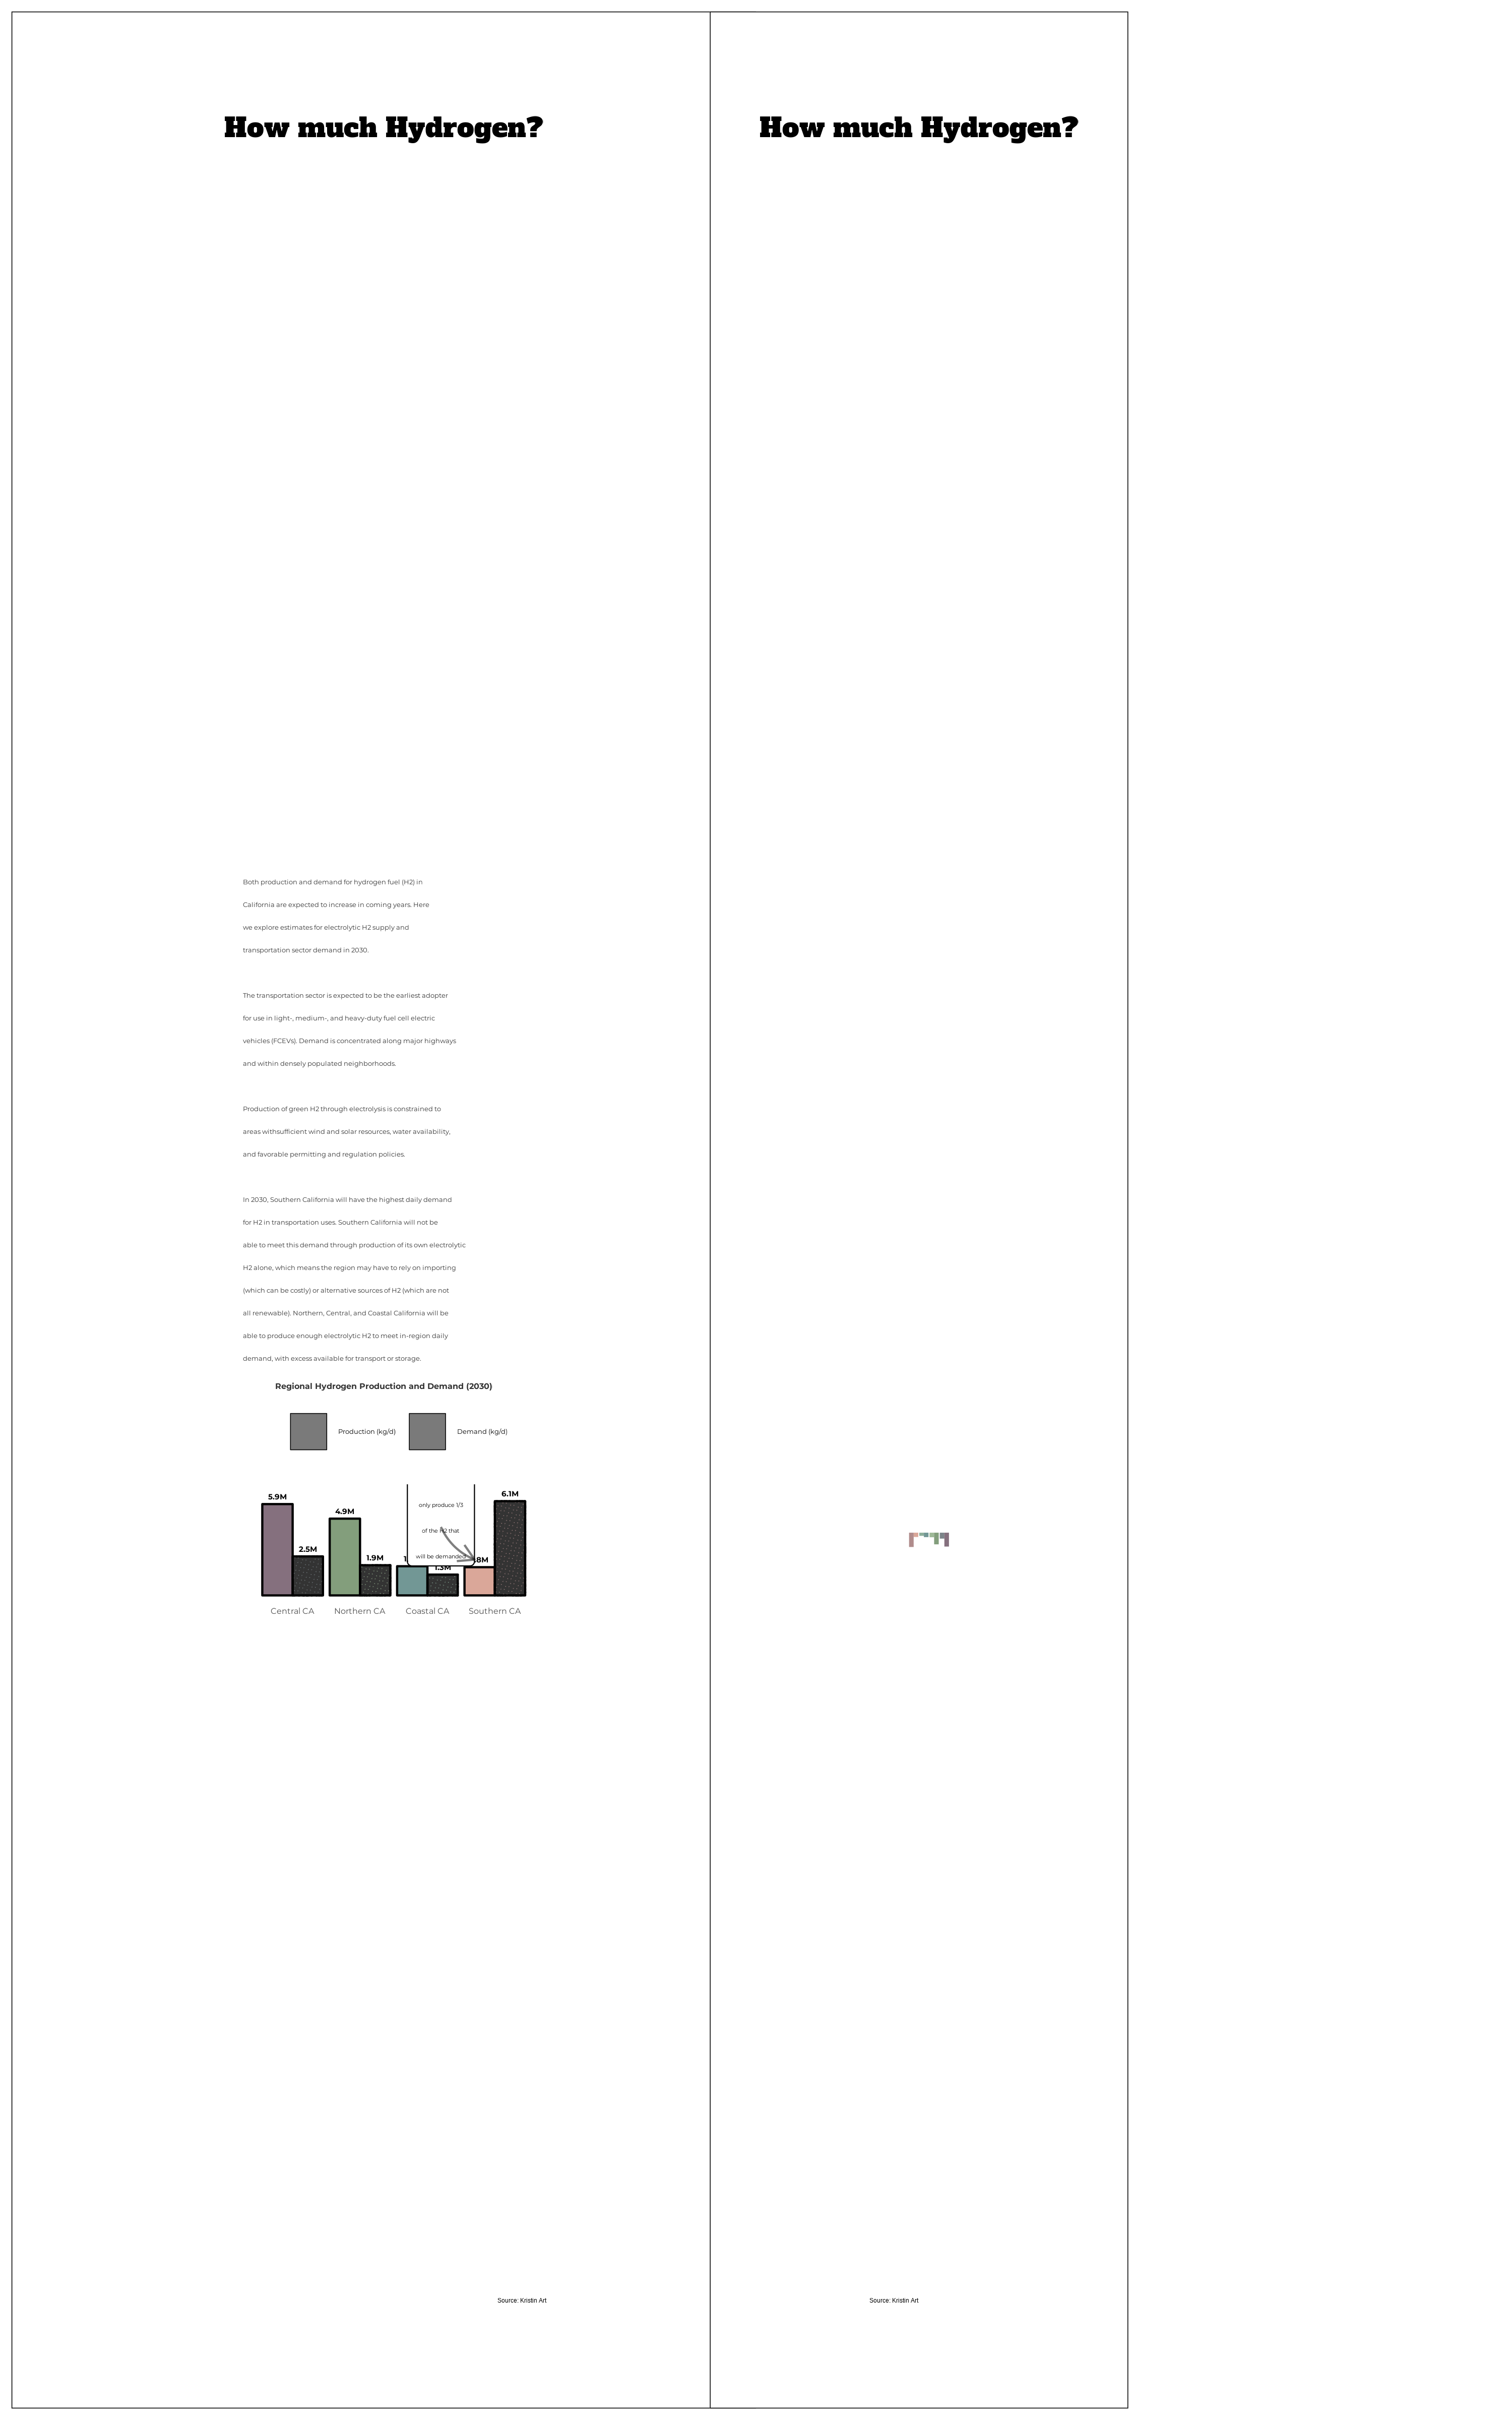 How much Hydrogen?
How much Hydrogen?
Both production and demand for hydrogen fuel (H2) in
California are expected to increase in coming years. Here
we explore estimates for electrolytic H2 supply and
transportation sector demand in 2030.
The transportation sector is expected to be the earliest adopter
for use in light-, medium-, and heavy-duty fuel cell electric
vehicles (FCEVs). Demand is concentrated along major highways
and within densely populated neighborhoods.
Production of green H2 through electrolysis is constrained to
areas withsufficient wind and solar resources, water availability,
and favorable permitting and regulation policies.
In 2030, Southern California will have the highest daily demand
for H2 in transportation uses. Southern California will not be
able to meet this demand through production of its own electrolytic
H2 alone, which means the region may have to rely on importing
(which can be costly) or alternative sources of H2 (which are not
all renewable). Northern, Central, and Coastal California will be
able to produce enough electrolytic H2 to meet in-region daily
demand, with excess available for transport or storage.
Regional Hydrogen Production and Demand (2030)
Production (kg/d) Demand (kg/d)
6.1M
5.9M
only produce 1/3
4.9M
of the H2 that
2.5M
will be demanded
1.9M
1.3M
Central CA Northern CA Coastal CA Southern CA
Source: Kristin Art
Source: Kristin Art